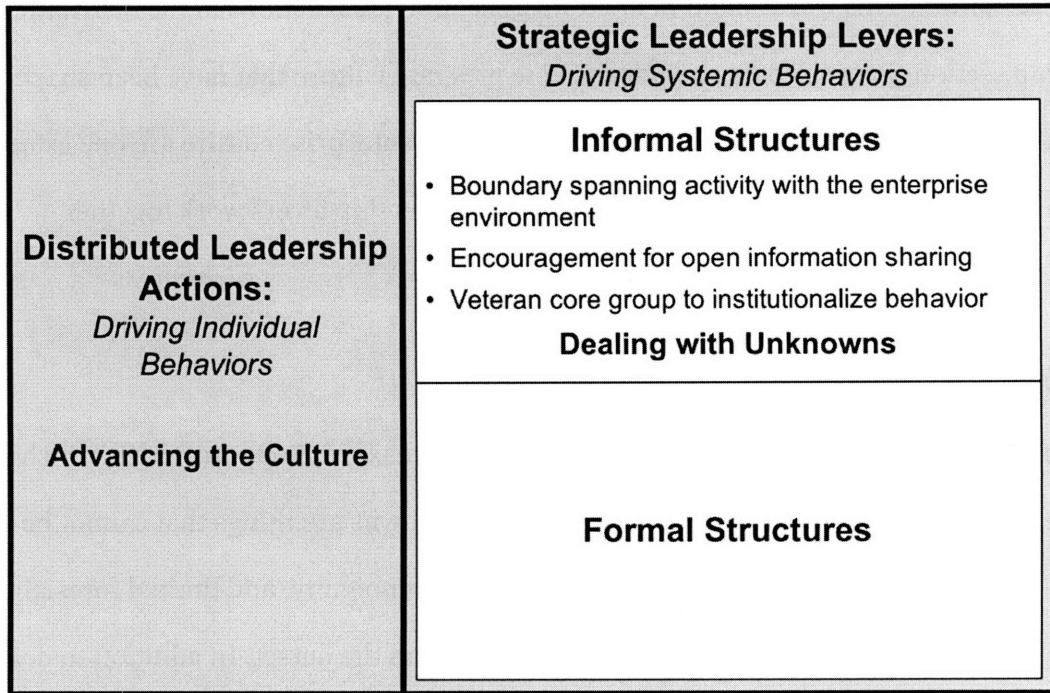 Distributed Leadership
Actions:
Driving Individual
Behaviors
Advancing the Culture
Strategic Leadership Levers:
Driving Systemic Behaviors
Informal Structures
• Boundary spanning activity with the enterprise
environment
• Encouragement for open information sharing
• Veteran core group to institutionalize behavior
Dealing with Unknowns
Formal Structures